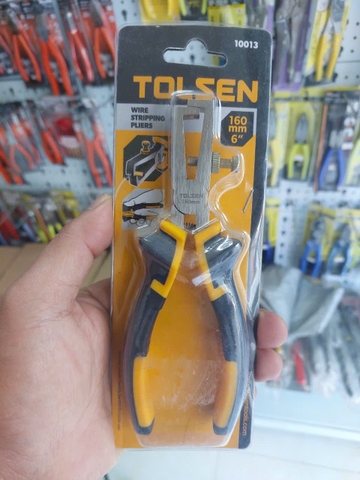 10013
TOLSEN
WIRE
STRIPPING
PLIERS
160
mm
6"
TOLSEN